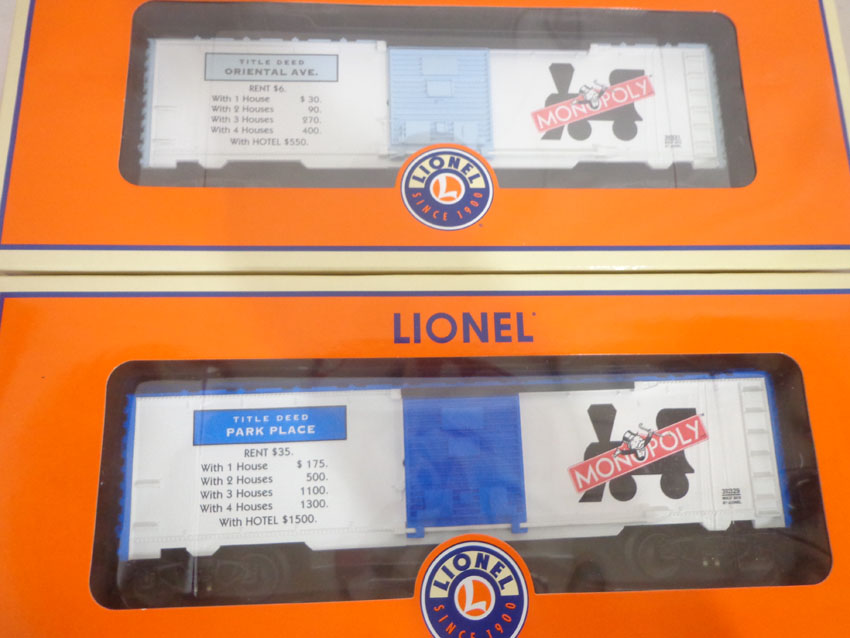 TITLE DEED
ORIENTAL AVE.
RENT $6.
With 1 House $ 30.
With 2 Houses 90.
With 3 Houses 270.
With 4 Houses 400.
With HOTEL $550.
MONOPOLY
LIONEL
L
SINCE 1900
LIONEL
TITLE DEED
PARK PLACE
RENT $35.
With 1 House $ 175.
With 2 Houses 500.
With 3 Houses 1100.
With 4 Houses 1300.
With HOTEL $1500.
MONOPOLY
LIONEL
L
SINCE 1900